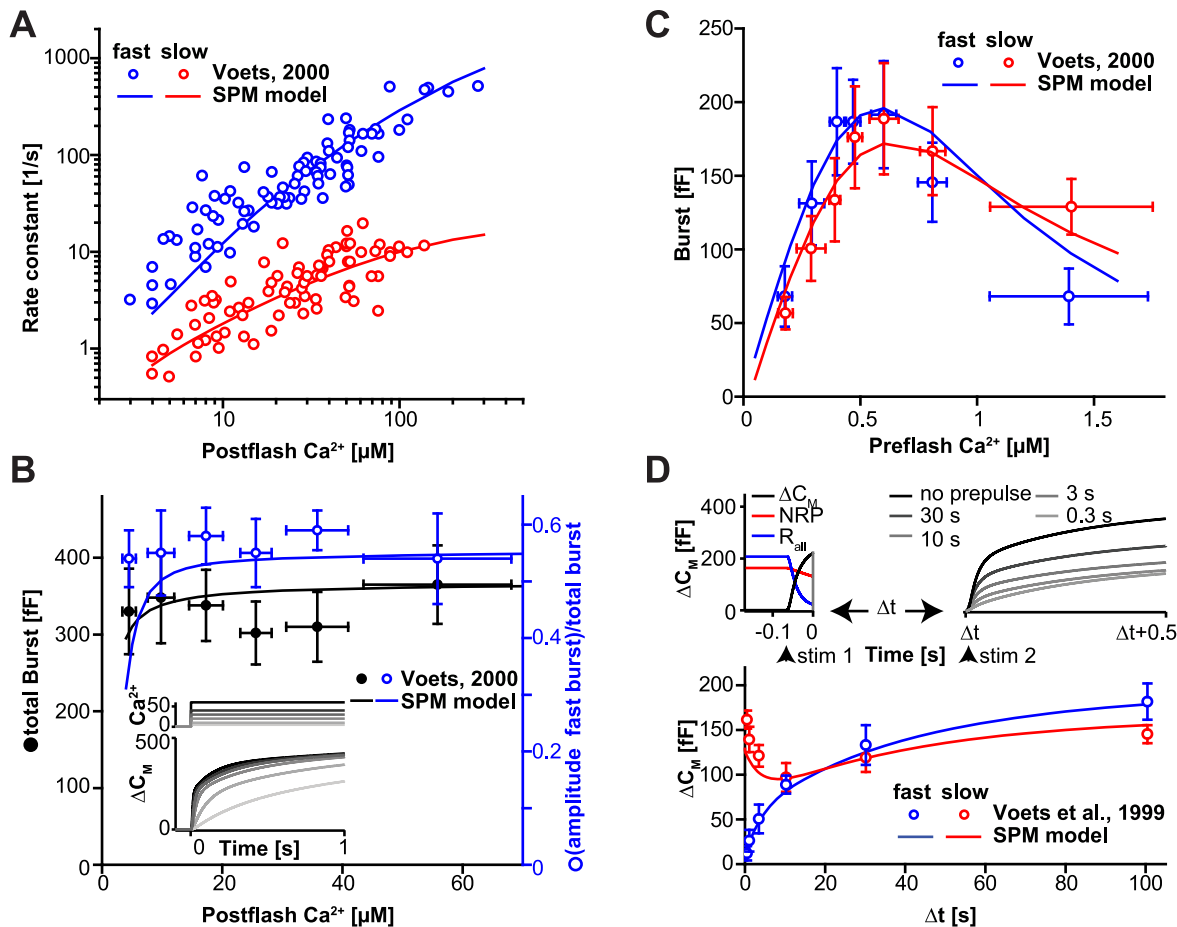 A
fast slow
Voets, 2000
SPM model
Rate constant [1/s]
1000
100
10
1
10
100
Postflash Ca²⁺ [µM]
C
fast slow
Voets, 2000
SPM model
Burst [fF]
250
200
150
100
50
0
0
0.5
1
1.5
Preflash Ca²⁺ [µM]
B
total Burst [fF]
400
300
200
100
0
0
20
40
60
Postflash Ca²⁺ [µM]
0.6
0.4
0.2
0
(amplitude fast burst)/total burst
Voets, 2000
SPM model
Ca²⁺
50
0
500
ΔC_M
0
0
Time [s]
1
D
ΔC_M [fF]
400
200
0
ΔC_M
NRP
R_all
-0.1
0
Δt
no prepulse
30 s
10 s
3 s
0.3 s
Δt
Δt+0.5
stim 1
Time [s]
stim 2
ΔC_M [fF]
200
150
100
50
0
fast slow
Voets et al., 1999
SPM model
0
20
40
60
80
100
Δt [s]